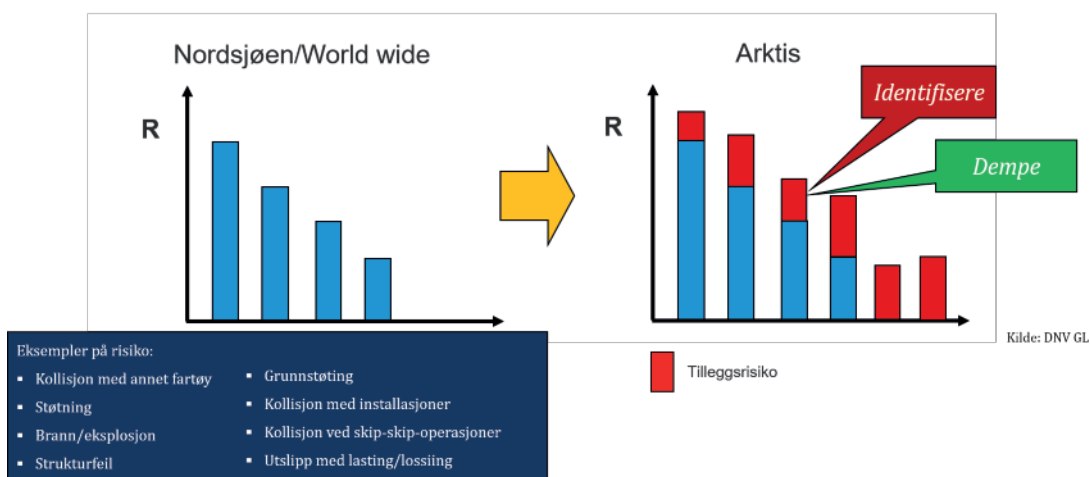 Nordsjøen/World wide
R
Arktis
R
Identifisere
Dempe
Kilde: DNV GL
Tilleggsrisiko
Eksempler på risiko:
▪ Kollisjon med annet fartøy
▪ Støtning
▪ Brann/eksplosjon
▪ Strukturfeil
▪ Grunnstøting
▪ Kollisjon med installasjoner
▪ Kollisjon ved skip-skip-operasjoner
▪ Utslipp med lasting/lossiing